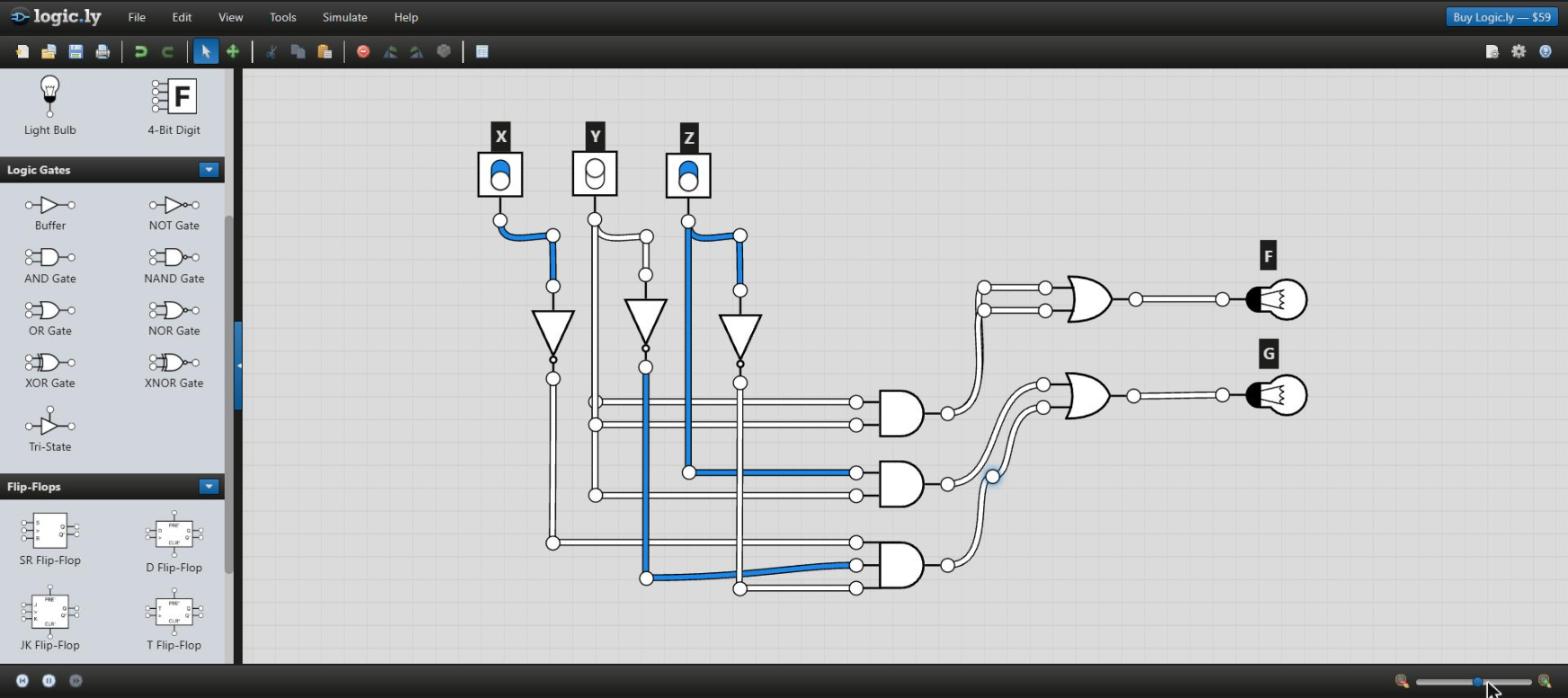 logic.ly File Edit View Tools Simulate Help Buy Logic.ly — $59
F
Light Bulb 4-Bit Digit
Logic Gates
Buffer NOT Gate
AND Gate NAND Gate
OR Gate NOR Gate
XOR Gate XNOR Gate
Tri-State
Flip-Flops
SR Flip-Flop D Flip-Flop
JK Flip-Flop T Flip-Flop
X Y Z
F
G